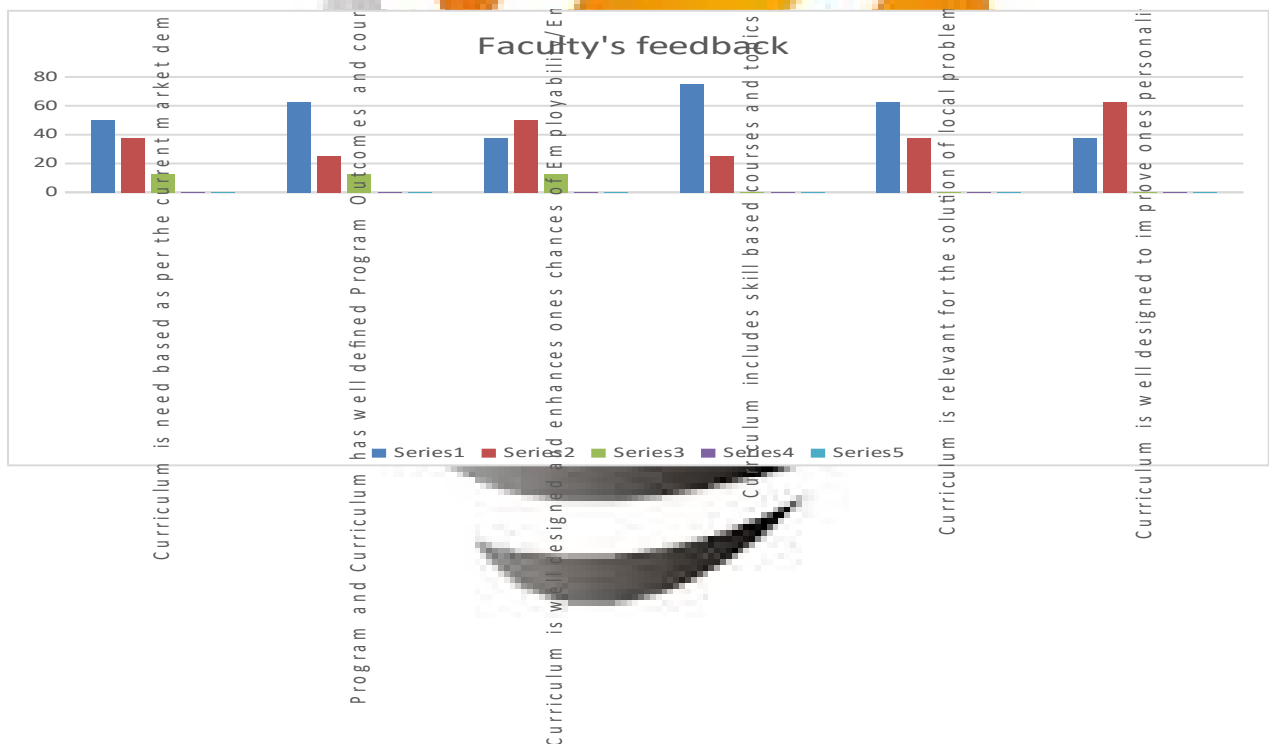 Faculty's feedback
80
60
40
20
0
Curriculum is need based as per the current market dem
Program and Curriculum has well defined Program Outcomes and cour
Curriculum is well designed and enhances ones chances of Employability/En
Curriculum includes skill based courses and topics
Curriculum is relevant for the solution of local problem
Curriculum is well designed to improve ones personali
Series1 Series2 Series3 Series4 Series5